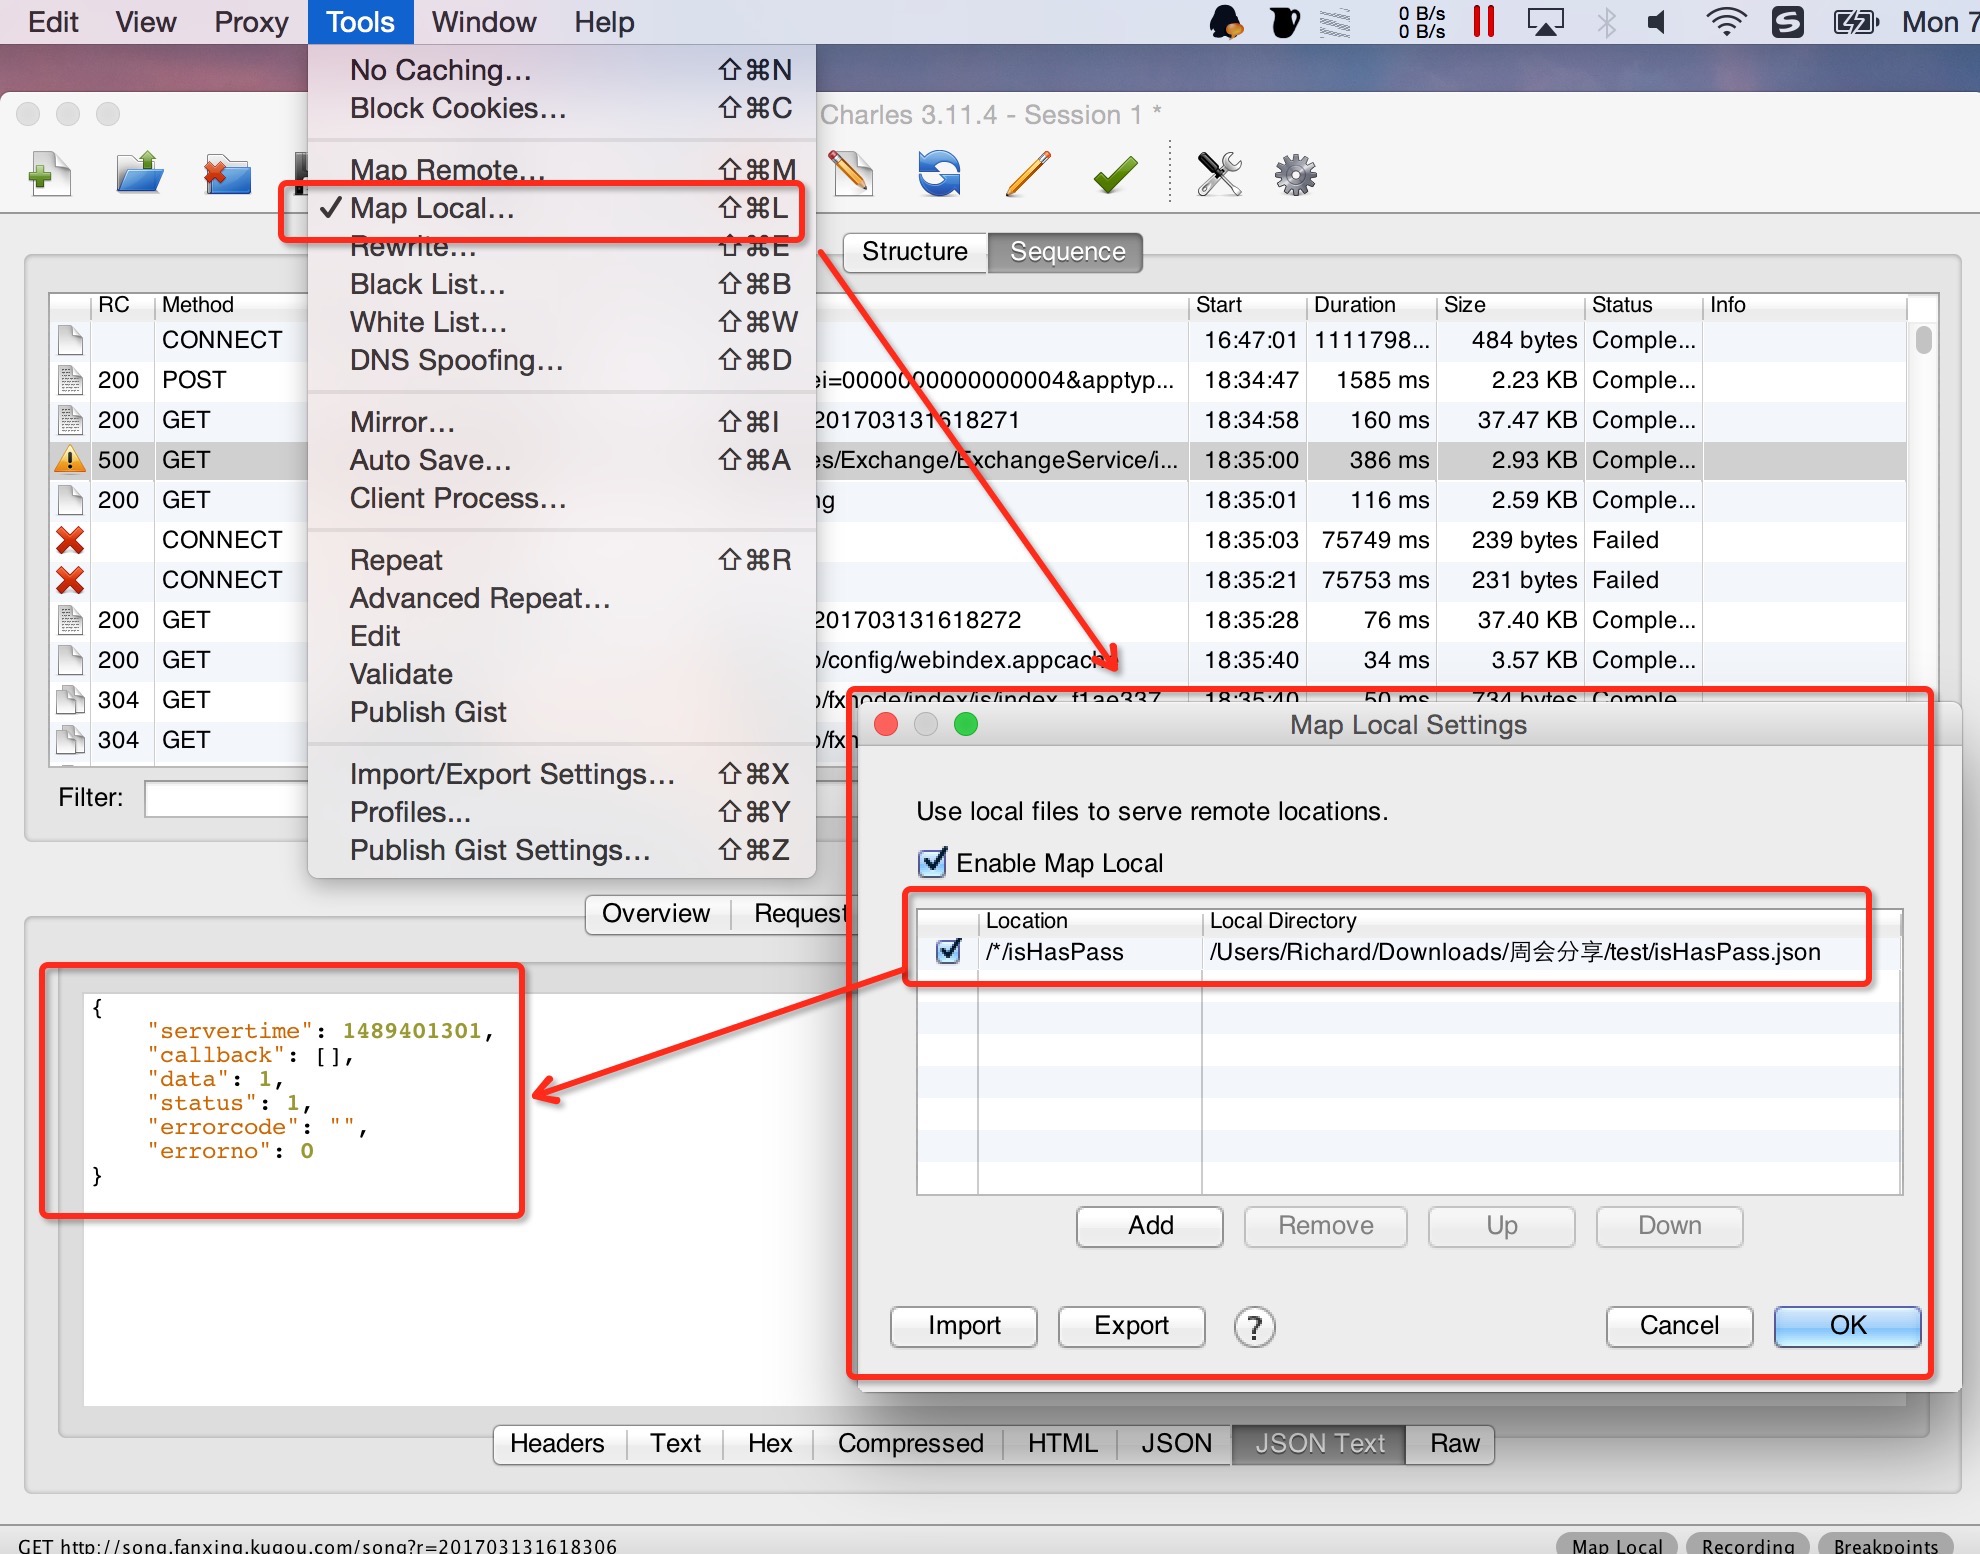 Edit View Proxy Tools Window Help 0 B/s 0 B/s Mon 7
No Caching... ⇧⌘N
Block Cookies... ⇧⌘C
Charles 3.11.4 - Session 1 *
Map Remote... ⇧⌘M
✓ Map Local... ⇧⌘L
Rewrite... ⇧⌘E
Black List... ⇧⌘B
White List... ⇧⌘W
DNS Spoofing... ⇧⌘D
Mirror... ⇧⌘I
Auto Save... ⇧⌘A
Client Process... 
Repeat ⇧⌘R
Advanced Repeat...
Edit
Validate
Publish Gist
Import/Export Settings... ⇧⌘X
Profiles... ⇧⌘Y
Publish Gist Settings... ⇧⌘Z
Structure Sequence
RC Method Start Duration Size Status Info
CONNECT 16:47:01 1111798... 484 bytes Comple...
200 POST ei=0000000000000004&apptyp... 18:34:47 1585 ms 2.23 KB Comple...
200 GET 201703131618271 18:34:58 160 ms 37.47 KB Comple...
500 GET es/Exchange/ExchangeService/i... 18:35:00 386 ms 2.93 KB Comple...
200 GET ng 18:35:01 116 ms 2.59 KB Comple...
CONNECT 18:35:03 75749 ms 239 bytes Failed
CONNECT 18:35:21 75753 ms 231 bytes Failed
200 GET 201703131618272 18:35:28 76 ms 37.40 KB Comple...
200 GET /config/webindex.appcache 18:35:40 34 ms 3.57 KB Comple...
304 GET /fxnode/index/js/index_f1ae337... 18:35:40 50 ms 734 bytes Comple...
304 GET
Filter:
Overview Request
{
"servertime": 1489401301,
"callback": [],
"data": 1,
"status": 1,
"errorcode": "",
"errorno": 0
}
Map Local Settings
Use local files to serve remote locations.
Enable Map Local
Location Local Directory
/*/isHasPass /Users/Richard/Downloads/周会分享/test/isHasPass.json
Add Remove Up Down
Import Export ? Cancel OK
Headers Text Hex Compressed HTML JSON JSON Text Raw
GET http://song.fanxing.kugou.com/song?r=201703131618306 Map Local Recording Breakpoints